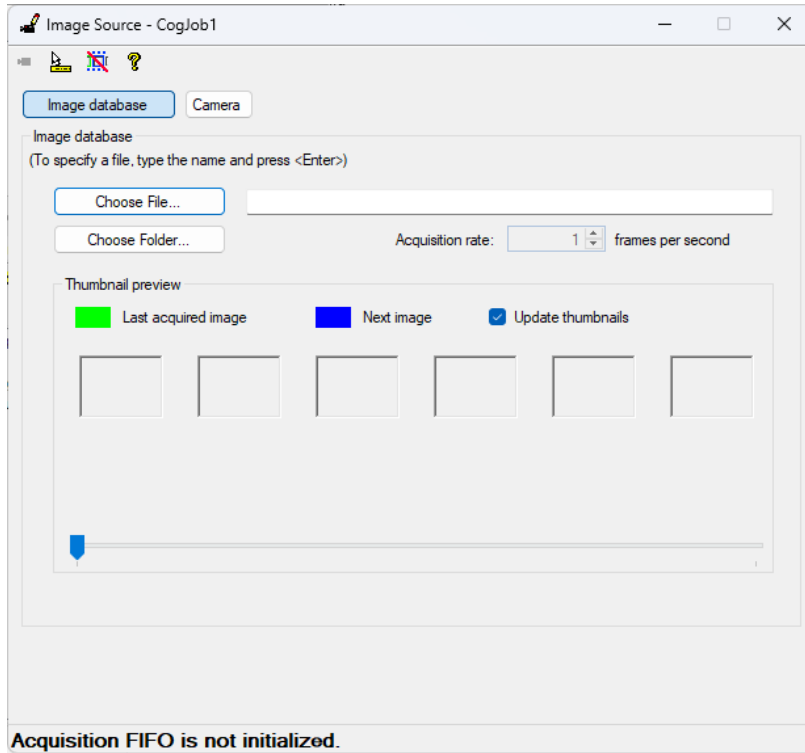 Image Source - CogJob1
Image database
Camera
Image database
(To specify a file, type the name and press <Enter>)
Choose File...
Choose Folder...
Acquisition rate:
1
frames per second
Thumbnail preview
Last acquired image
Next image
Update thumbnails
Acquisition FIFO is not initialized.